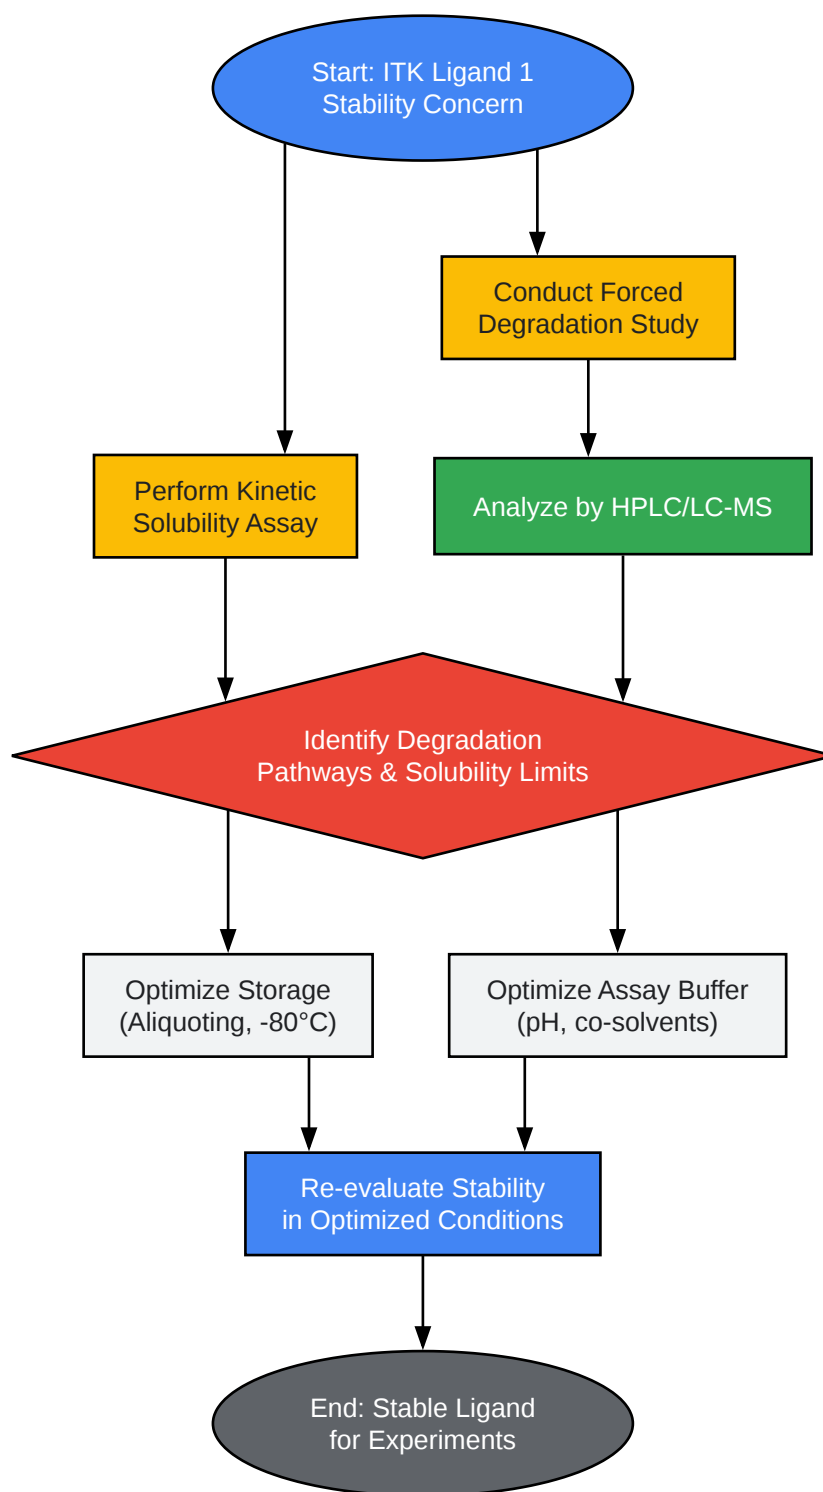 Start: ITK Ligand 1
Stability Concern
Conduct Forced
Degradation Study
Perform Kinetic
Solubility Assay
Analyze by HPLC/LC-MS
Identify Degradation
Pathways & Solubility Limits
Optimize Storage
(Aliquoting, -80°C)
Optimize Assay Buffer
(pH, co-solvents)
Re-evaluate Stability
in Optimized Conditions
End: Stable Ligand
for Experiments